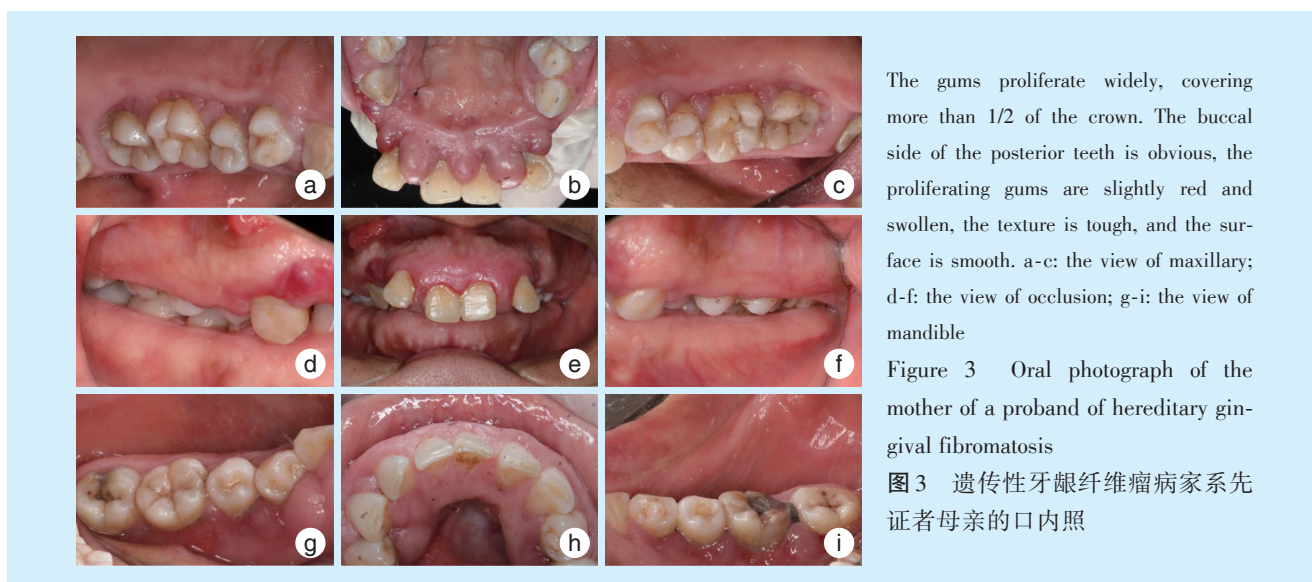 a
b
c
d
e
f
g
h
i
The gums proliferate widely, covering
more than 1/2 of the crown. The buccal
side of the posterior teeth is obvious, the
proliferating gums are slightly red and
swollen, the texture is tough, and the sur-
face is smooth. a-c: the view of maxillary;
d-f: the view of occlusion; g-i: the view of
mandible
Figure 3 Oral photograph of the
mother of a proband of hereditary gin-
gival fibromatosis
图3 遗传性牙龈纤维瘤病家系先
证者母亲的口内照